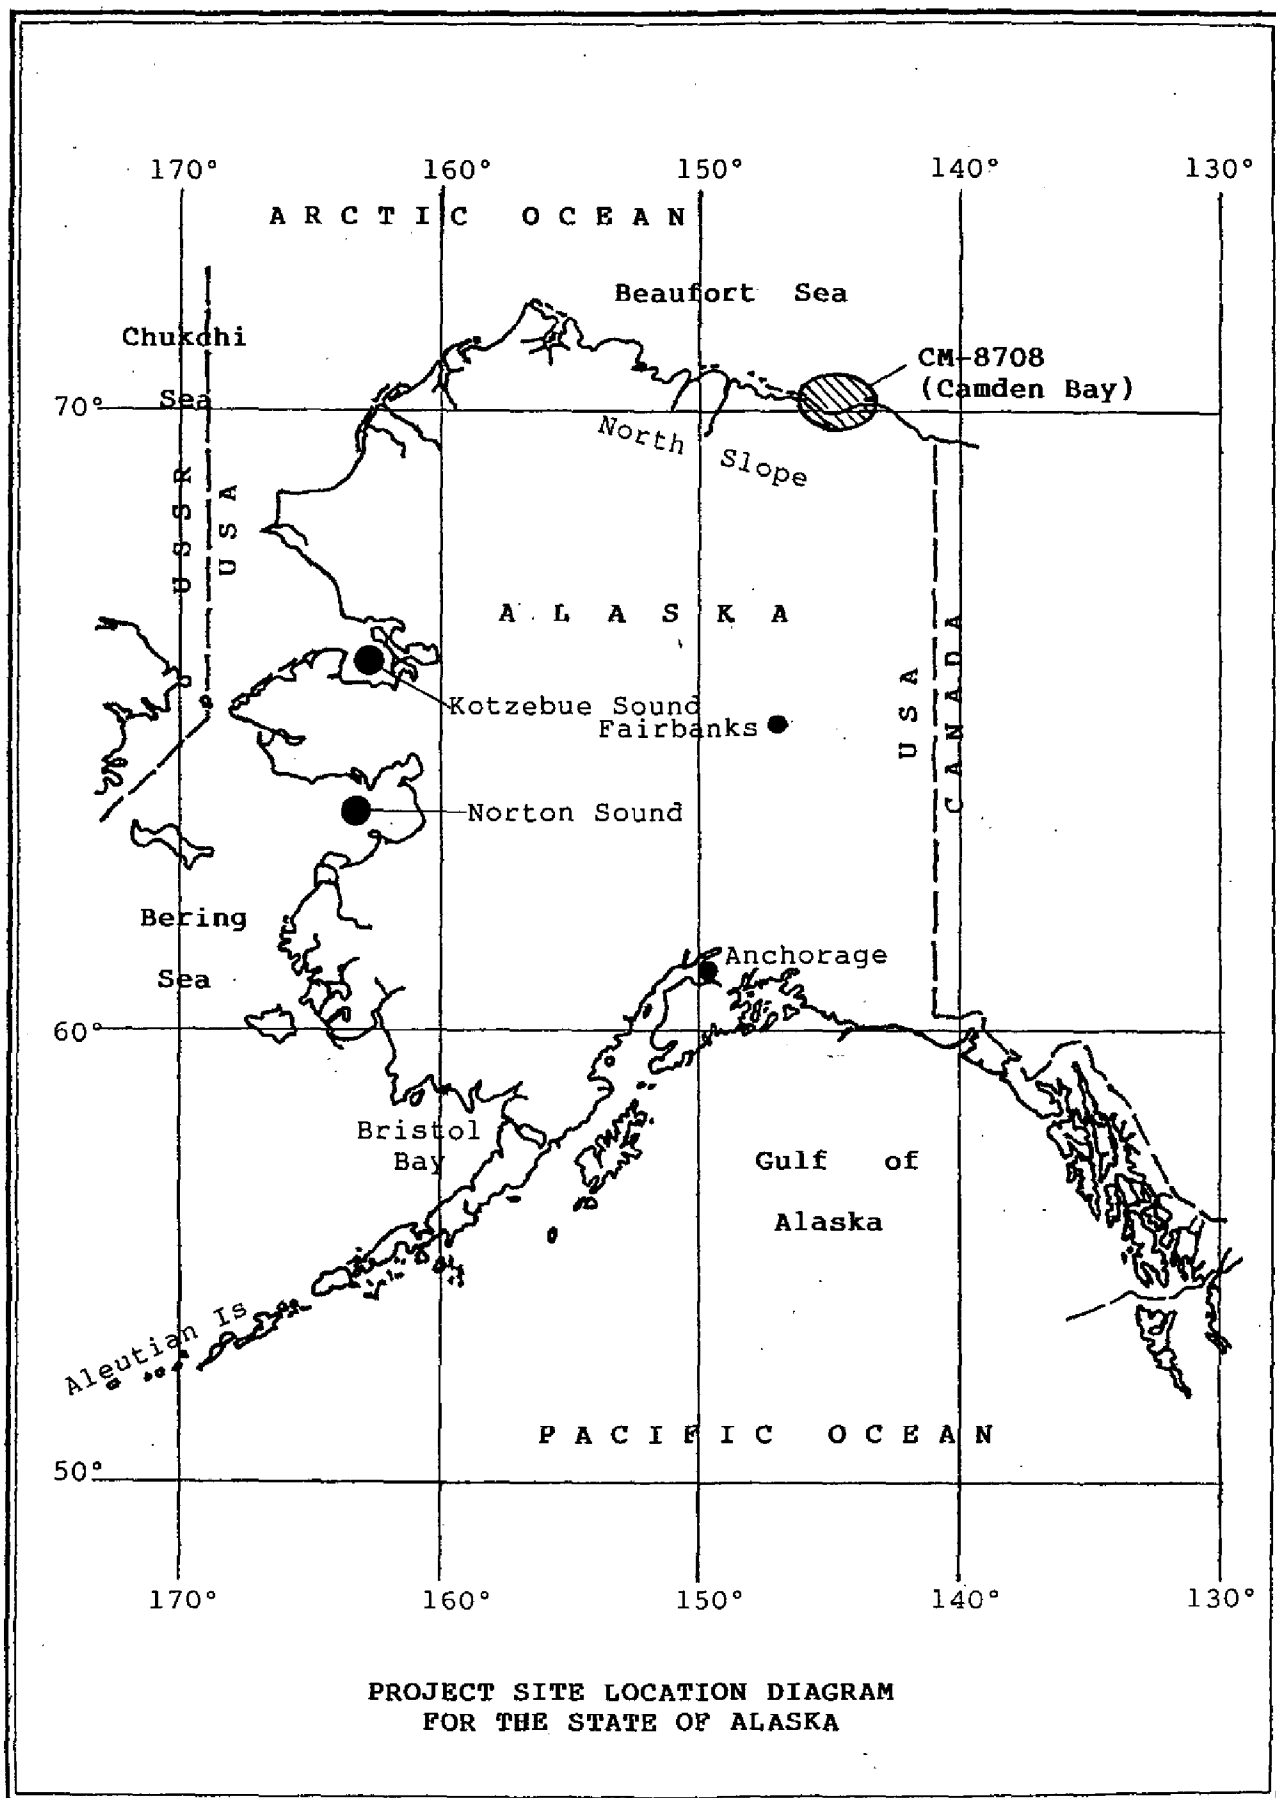 170° 160° 150° 140° 130°
ARCTIC OCEAN
Beaufort Sea
Chukchi
Sea
CM-8708
(Camden Bay)
70°
North Slope
USSR
USA
ALASKA
Kotzebue Sound
Fairbanks
USA
CANADA
Norton Sound
Bering
Sea
Anchorage
60°
Bristol
Bay
Gulf of
Alaska
Aleutian Is
PACIFIC OCEAN
50°
170° 160° 150° 140° 130°
PROJECT SITE LOCATION DIAGRAM
FOR THE STATE OF ALASKA